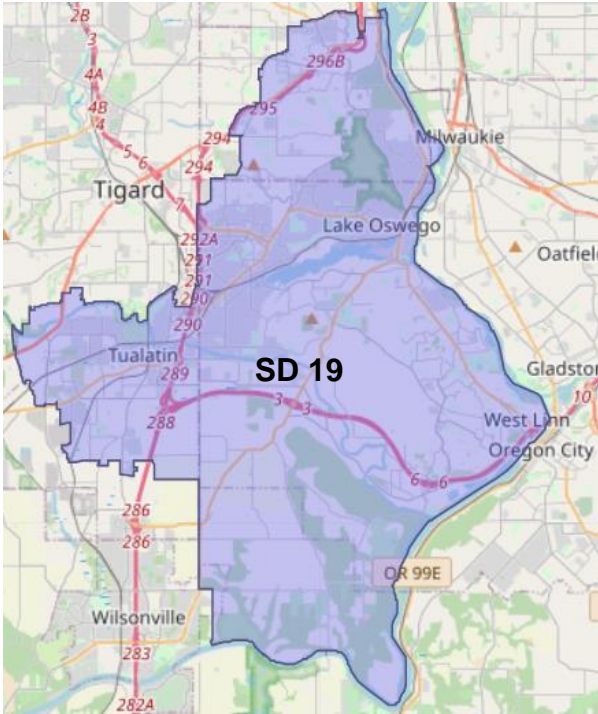 2B
3
296B
4A
295
4B
4
294
Milwaukie
5
6
294
Tigard
7
Lake Oswego
292A
291
Oatfield
291
290
290
Tualatin
SD 19
289
Gladston
3
3
10
288
West Linn
Oregon City
6
6
286
286
OR 99E
Wilsonville
283
282A